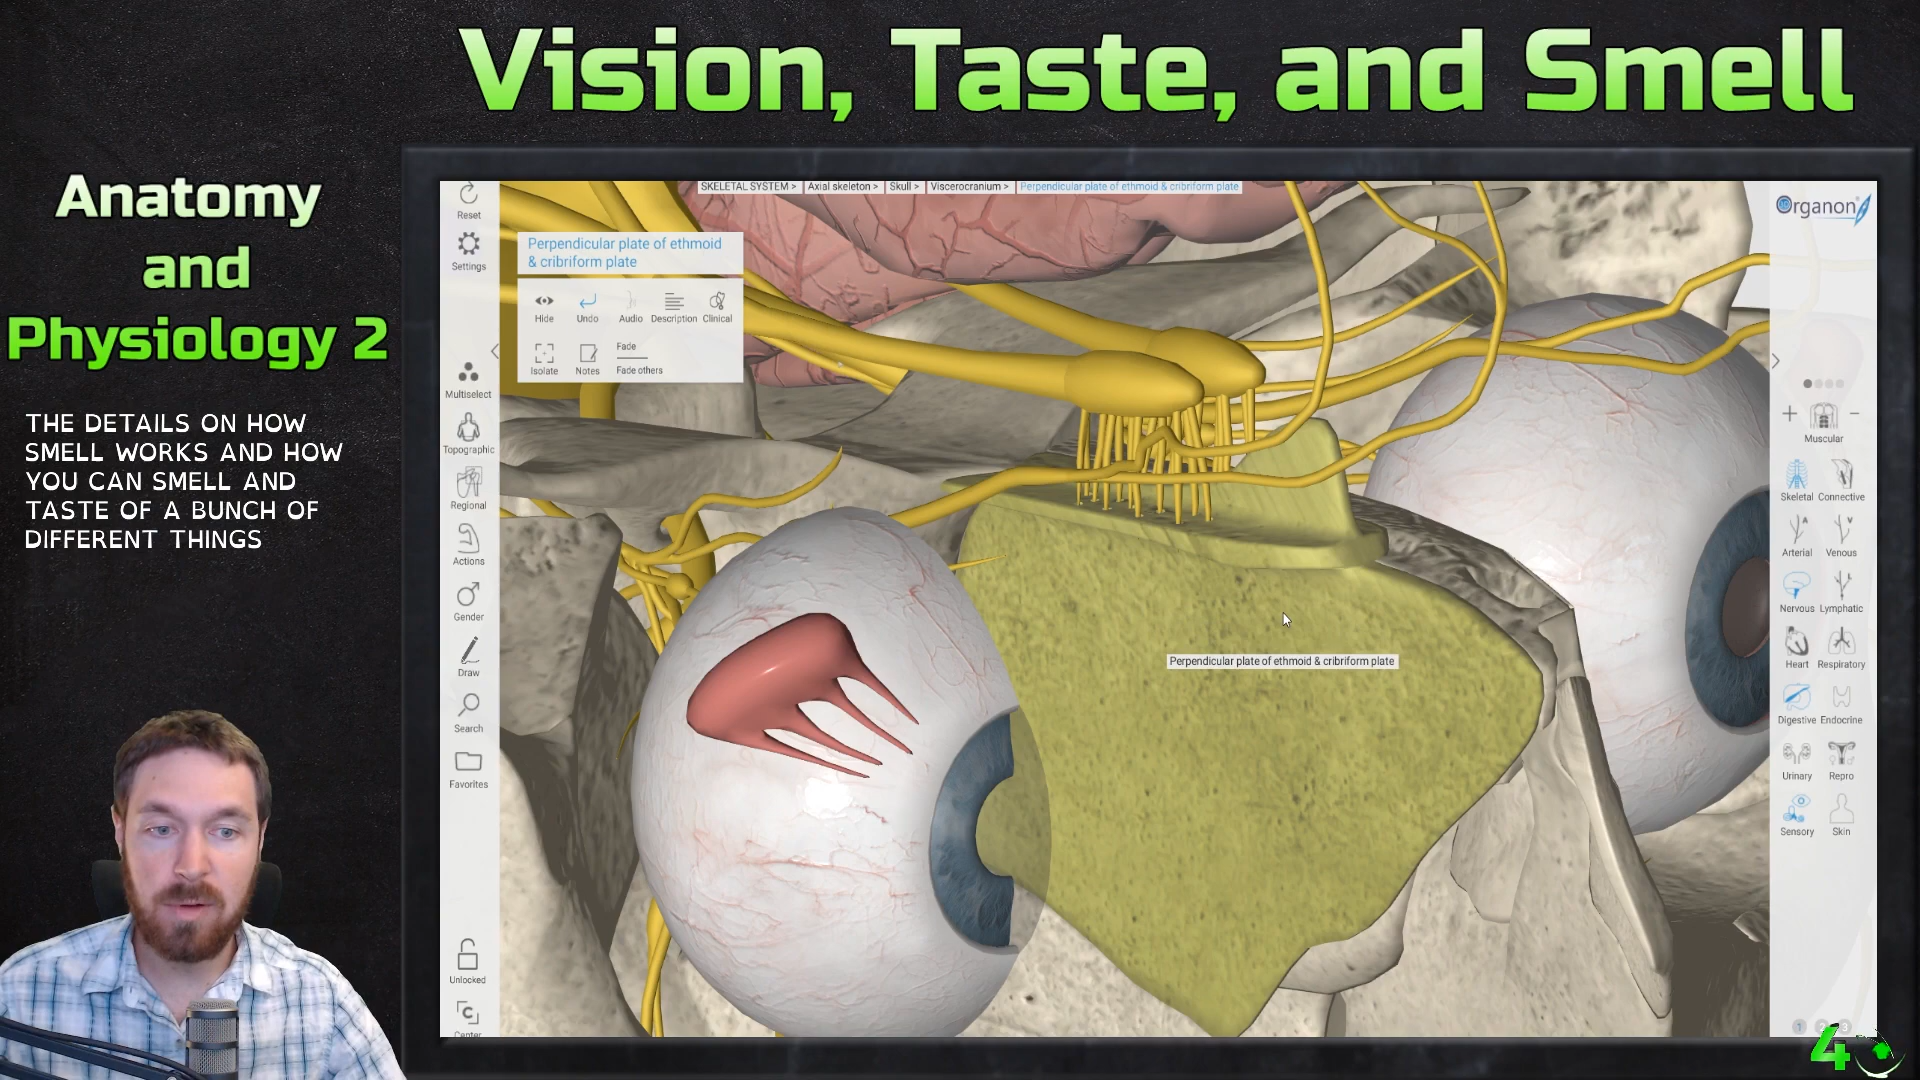 Vision, Taste, and Smell
Anatomy
and
Physiology 2
THE DETAILS ON HOW
SMELL WORKS AND HOW
YOU CAN SMELL AND
TASTE OF A BUNCH OF
DIFFERENT THINGS
SKELETAL SYSTEM > Axial skeleton > Skull > Viscerocranium > Perpendicular plate of ethmoid & cribriform plate
Reset
Settings
Multiselect
Topographic
Regional
Actions
Gender
Draw
Search
Favorites
Unlocked
Center
Perpendicular plate of ethmoid
& cribriform plate
Hide Undo Audio Description Clinical
Fade
Isolate Notes Fade others
Perpendicular plate of ethmoid & cribriform plate
Organon
Muscular
Skeletal Connective
Arterial Venous
Nervous Lymphatic
Heart Respiratory
Digestive Endocrine
Urinary Repro
Sensory Skin
1 2 3
4